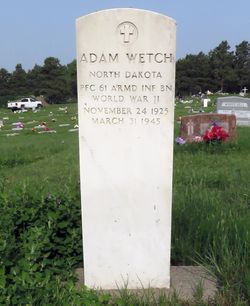 ADAM WETCH
NORTH DAKOTA
PFC 61 ARMD INF BN
WORLD WAR II
NOVEMBER 24 1925
MARCH 31 1945